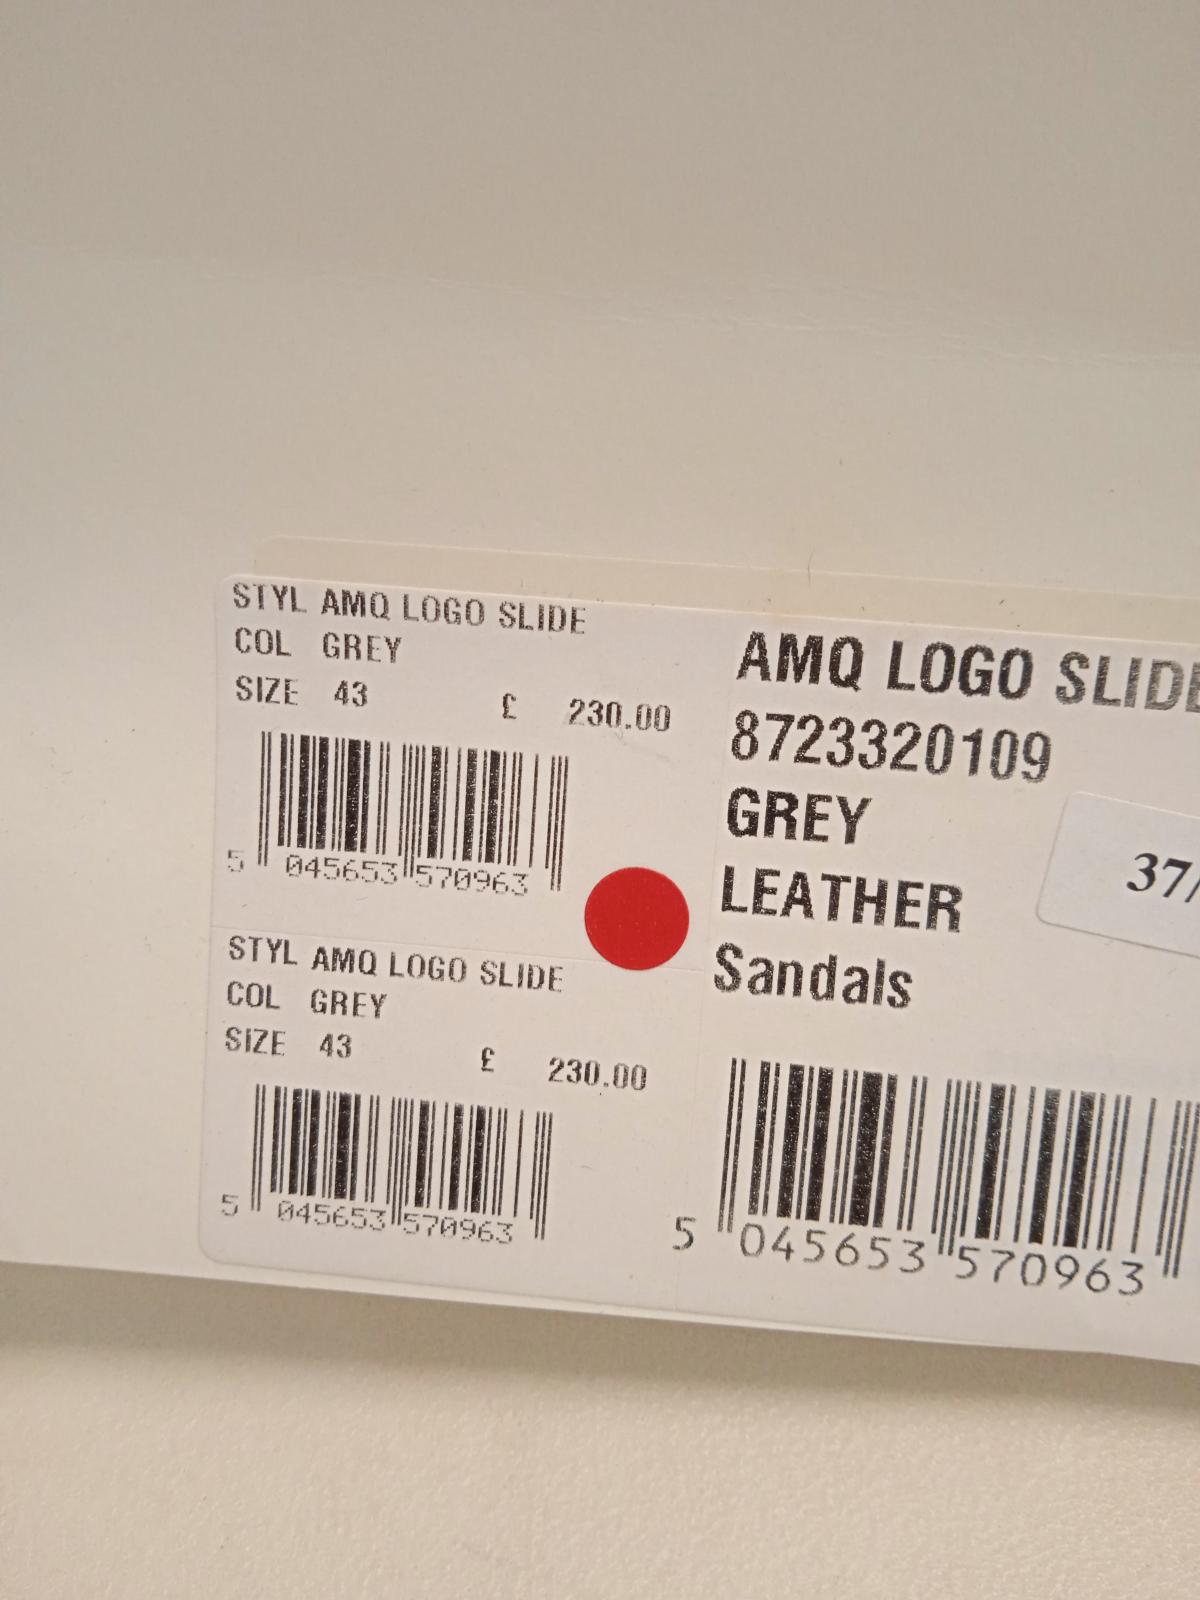 STYL AMQ LOGO SLIDE
COL GREY
SIZE 43 £ 230.00
5 045653 570963
STYL AMQ LOGO SLIDE
COL GREY
SIZE 43 £ 230.00
5 045653 570963
AMQ LOGO SLIDE
8723320109
GREY
LEATHER
Sandals
37/
5 045653 570963